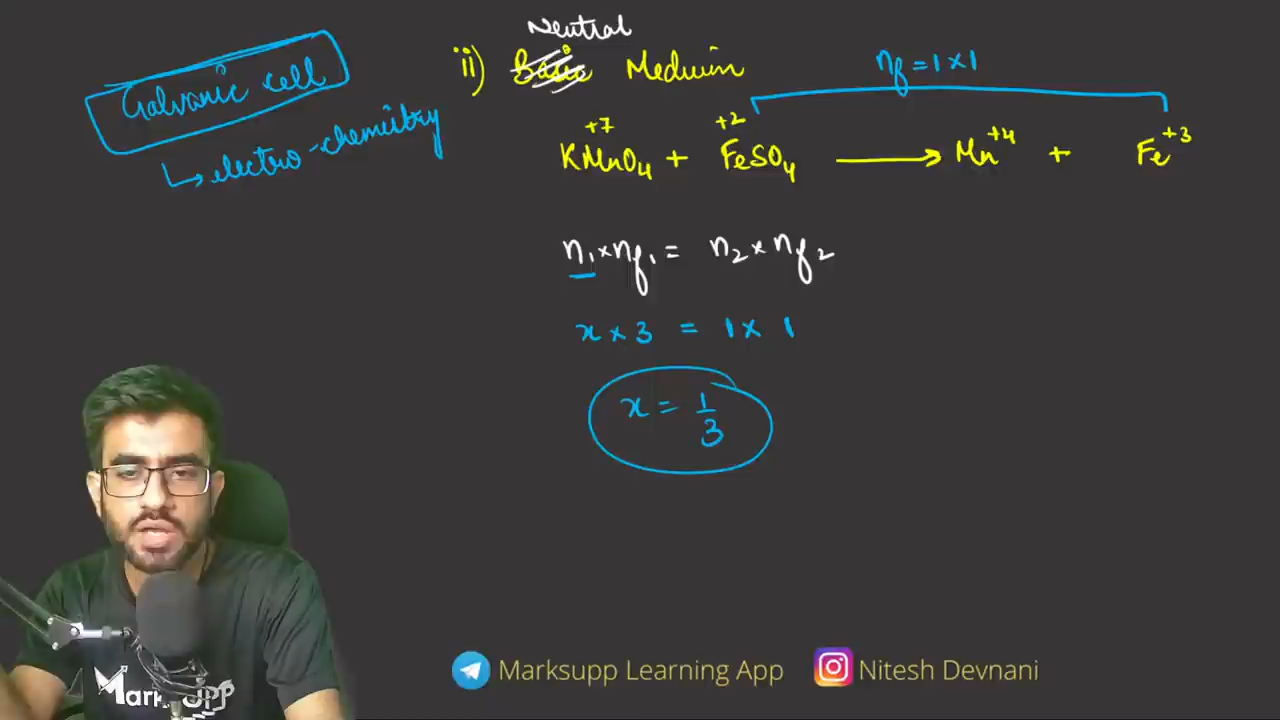 Galvanic cell
↳ electro-chemistry
Neutral
ii) Basic Medium
nf = 1 × 1
+7 +2
KMnO₄ + FeSO₄ ⟶ Mn⁺⁴ + Fe⁺³
n₁ × nf₁ = n₂ × nf₂
x × 3 = 1 × 1
x = 1/3
MarkSUPP
Marksupp Learning App Nitesh Devnani